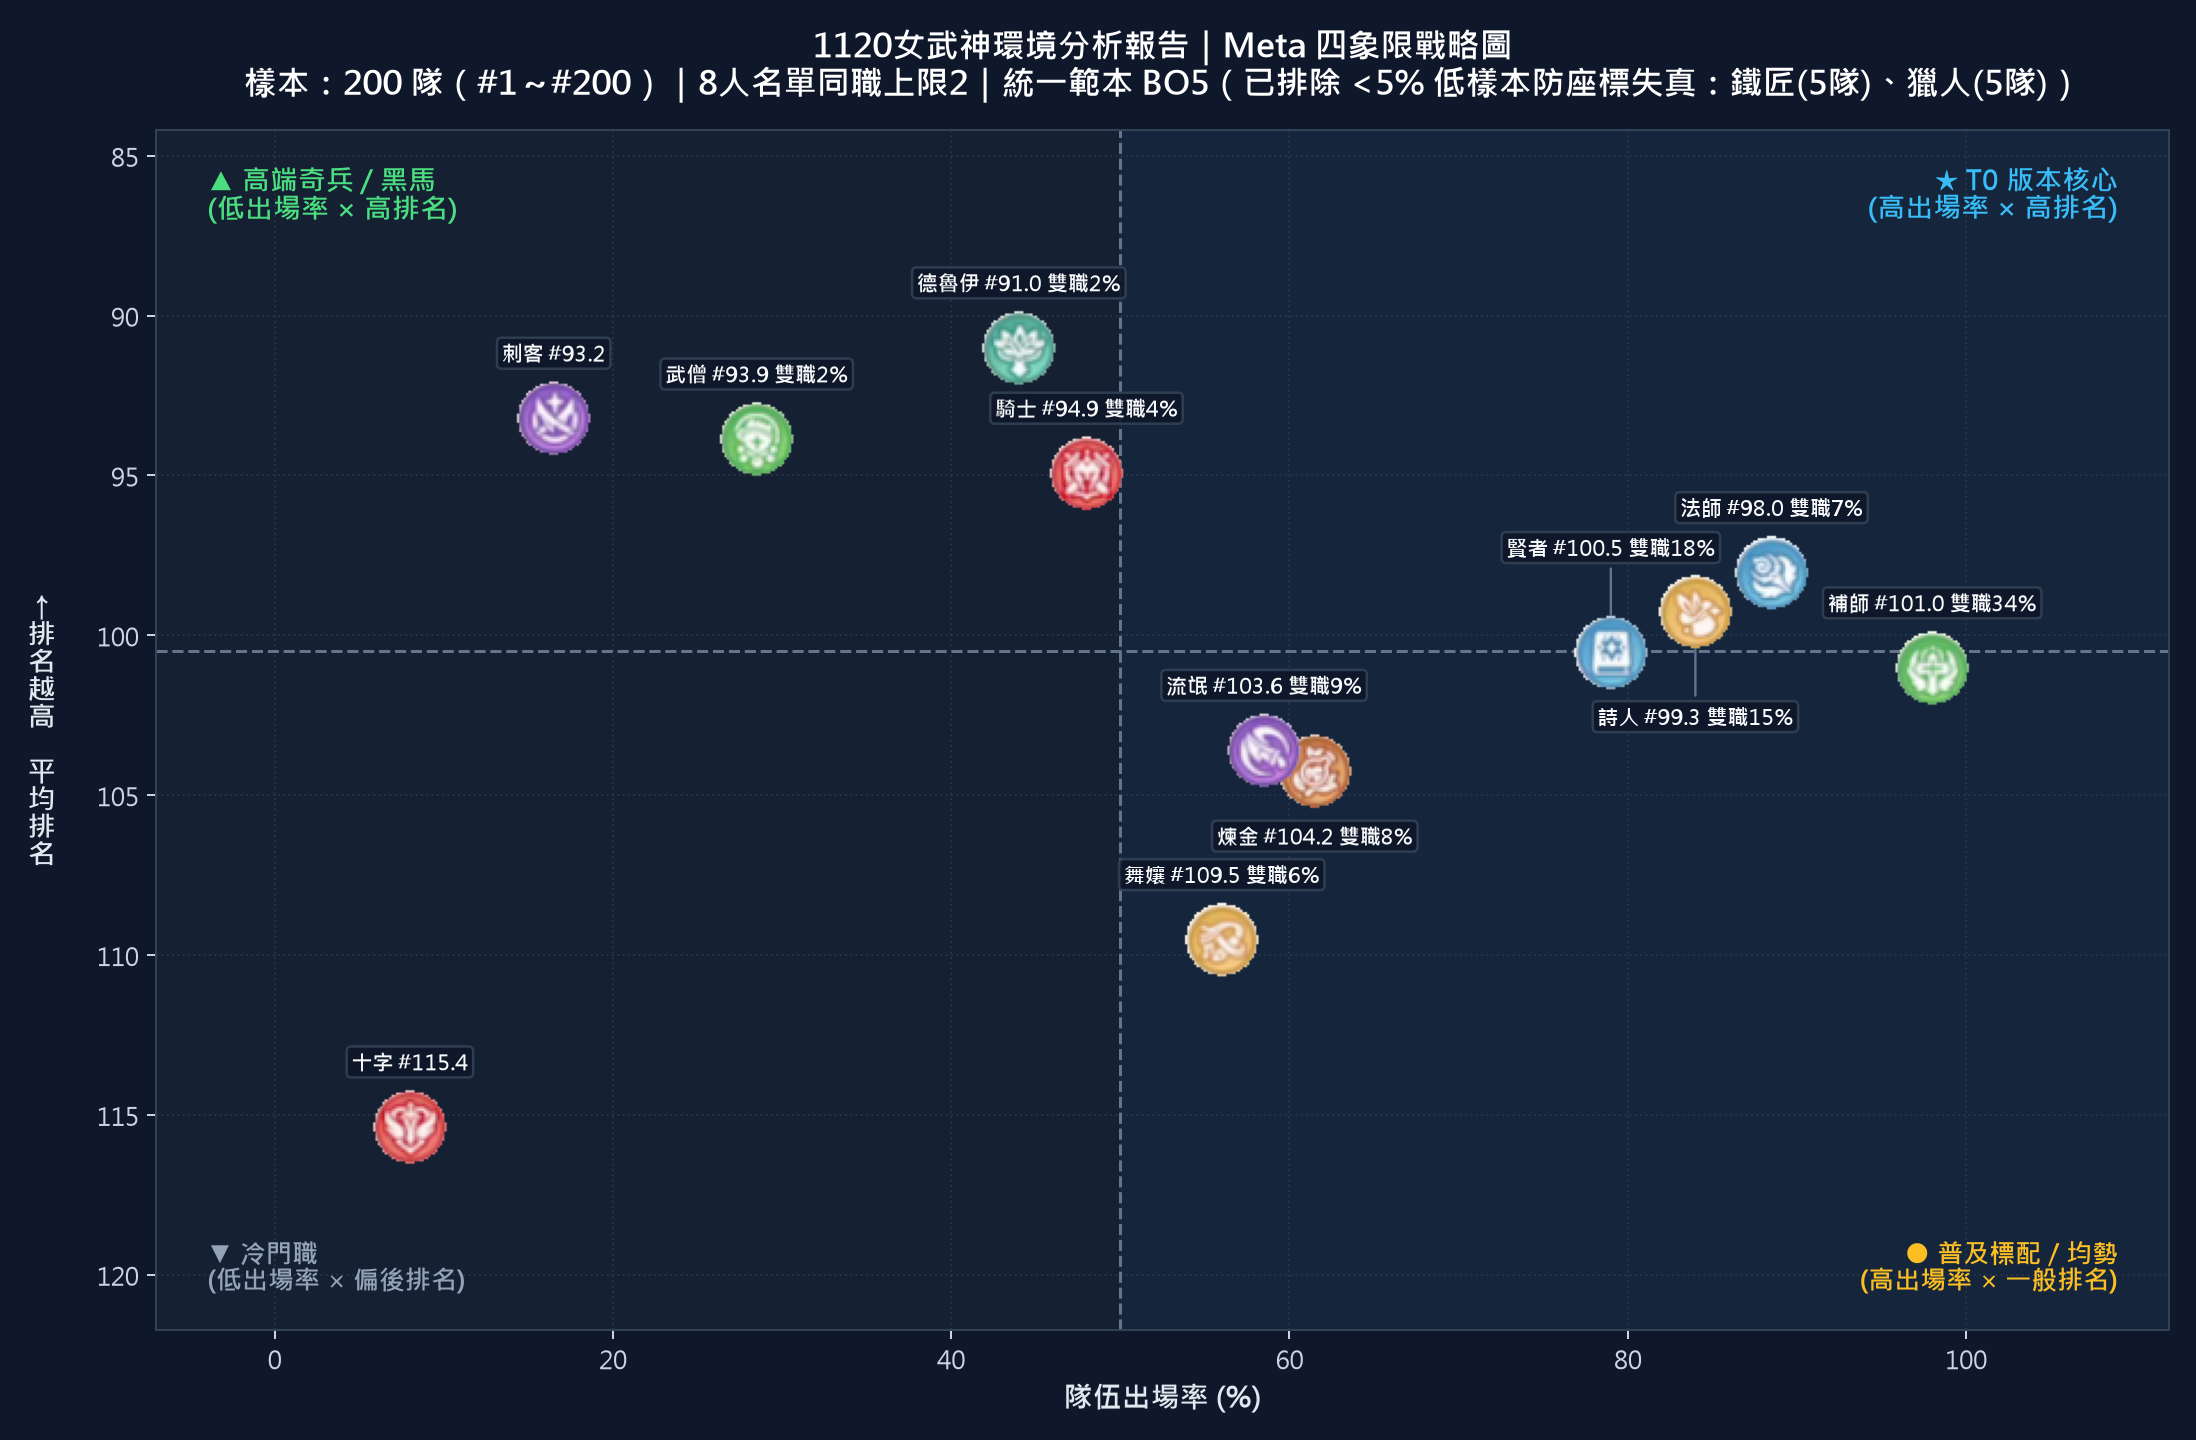 1120女武神環境分析報告 | Meta 四象限戰略圖
樣本：200 隊（#1～#200）｜8人名單同職上限2｜統一範本 BO5（已排除 <5% 低樣本防座標失真：鐵匠(5隊)、獵人(5隊)）
▲ 高端奇兵 / 黑馬
(低出場率 × 高排名)
★ T0 版本核心
(高出場率 × 高排名)
德魯伊 #91.0 雙職2%
刺客 #93.2
武僧 #93.9 雙職2%
騎士 #94.9 雙職4%
法師 #98.0 雙職7%
賢者 #100.5 雙職18%
補師 #101.0 雙職34%
流氓 #103.6 雙職9%
詩人 #99.3 雙職15%
煉金 #104.2 雙職8%
舞孃 #109.5 雙職6%
十字 #115.4
▼ 冷門職
(低出場率 × 偏後排名)
● 普及標配 / 均勢
(高出場率 × 一般排名)
85
90
95
100
105
110
115
120
0
20
40
60
80
100
隊伍出場率 (%)
↑排名越高 平均排名